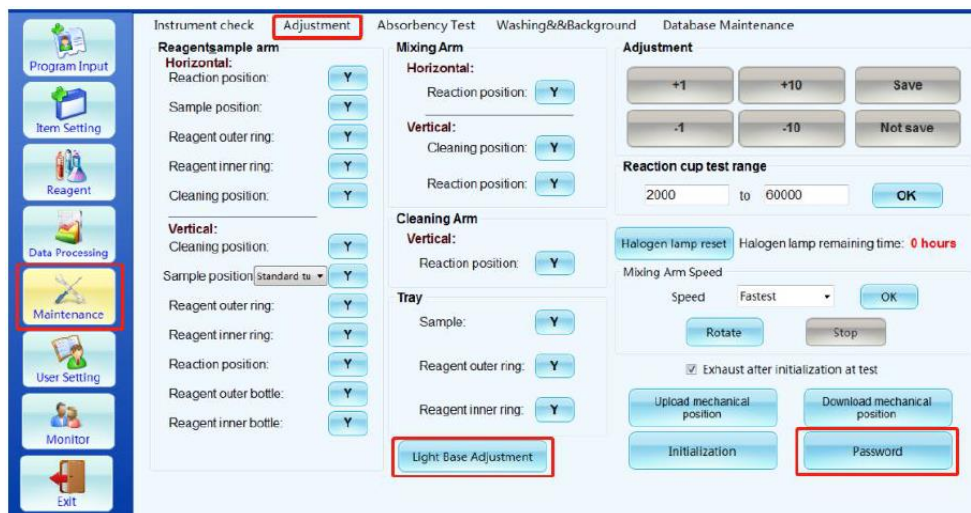 Program Input
Item Setting
Reagent
Data Processing
Maintenance
User Setting
Monitor
Exit
Instrument check Adjustment Absorbency Test Washing&&Background Database Maintenance
Reagentsample arm
Horizontal:
Reaction position: Y
Sample position: Y
Reagent outer ring: Y
Reagent inner ring: Y
Cleaning position: Y
Vertical:
Cleaning position: Y
Sample position Standard tu Y
Reagent outer ring: Y
Reagent inner ring: Y
Reaction position: Y
Reagent outer bottle: Y
Reagent inner bottle: Y
Mixing Arm
Horizontal:
Reaction position: Y
Vertical:
Cleaning position: Y
Reaction position: Y
Cleaning Arm
Vertical:
Reaction position: Y
Tray
Sample: Y
Reagent outer ring: Y
Reagent inner ring: Y
Light Base Adjustment
Adjustment
+1 +10 Save
-1 -10 Not save
Reaction cup test range
2000 to 60000 OK
Halogen lamp reset Halogen lamp remaining time: 0 hours
Mixing Arm Speed
Speed Fastest OK
Rotate Stop
Exhaust after initialization at test
Upload mechanical
position
Download mechanical
position
Initialization Password